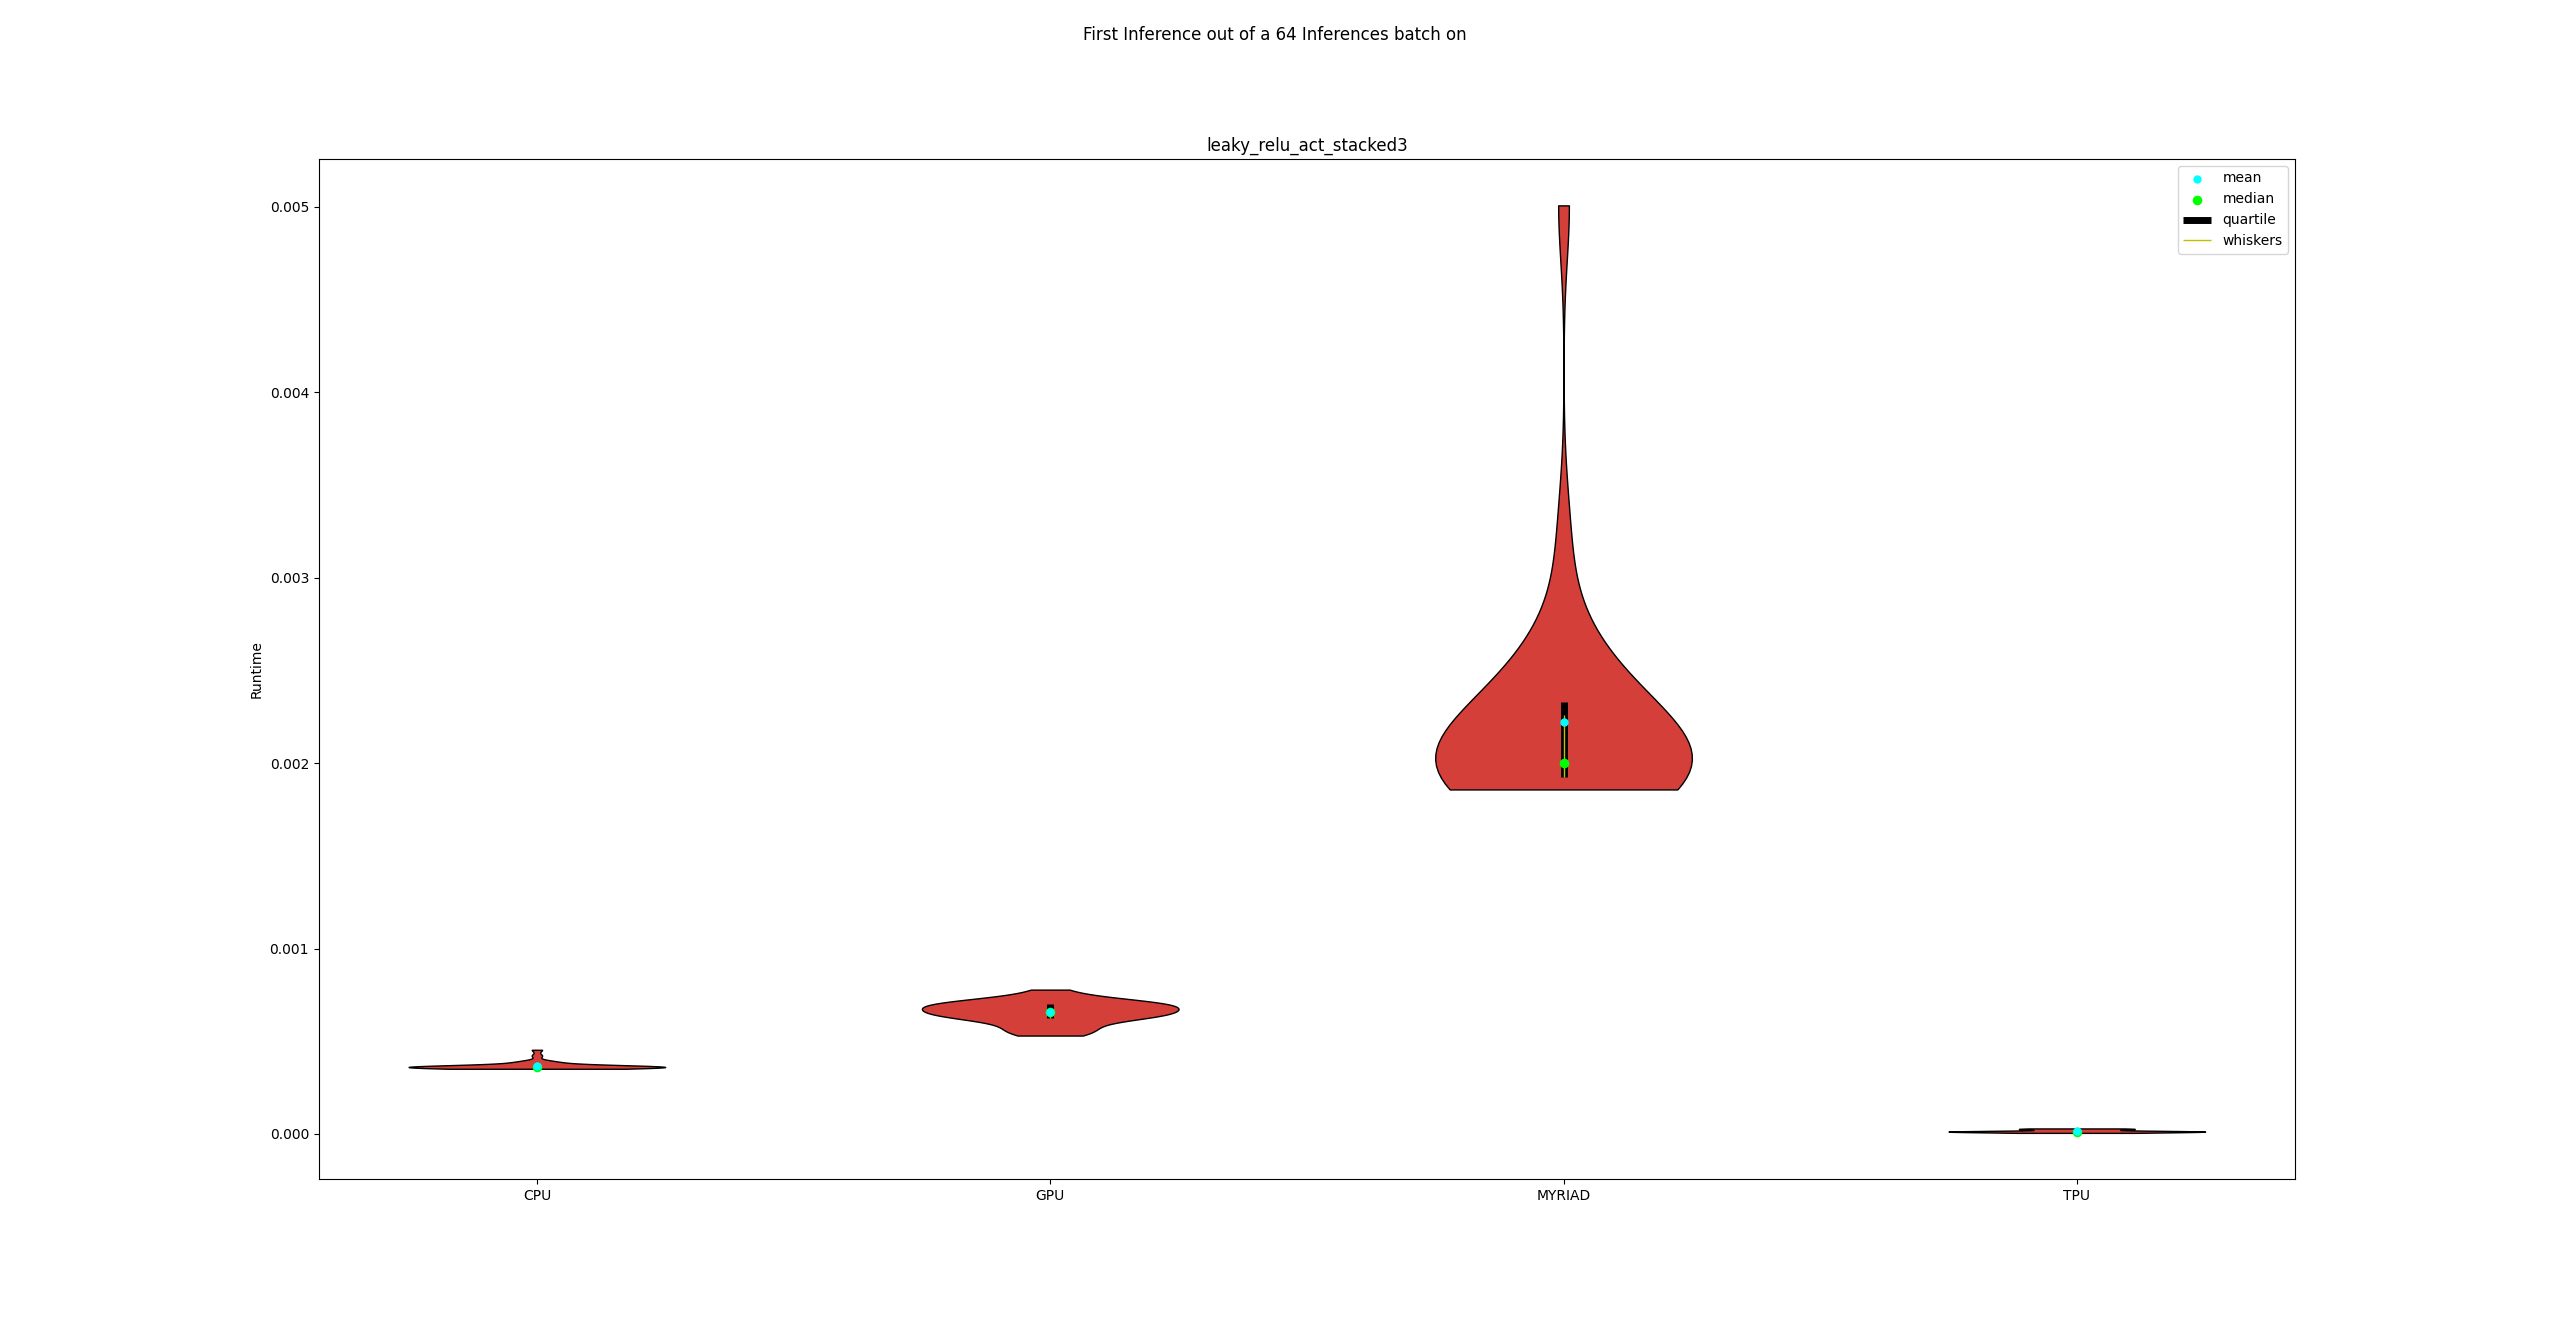 First Inference out of a 64 Inferences batch on
leaky_relu_act_stacked3
mean
median
quartile
whiskers
0.005
0.004
0.003
0.002
0.001
0.000
Runtime
CPU
GPU
MYRIAD
TPU